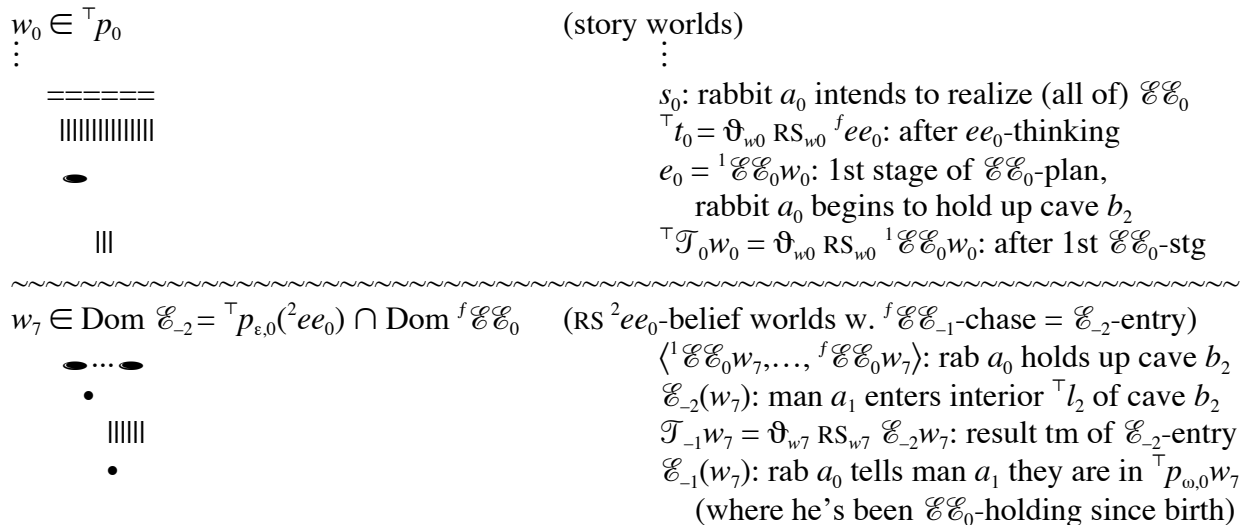 w₀ ∈ ᵀp₀ (story worlds)
⋮ ⋮
====== s₀: rabbit a₀ intends to realize (all of) ℰℰ₀
||||||||||||||| ᵀt₀ = ϑ_w0 RS_w0 ᶠee₀: after ee₀-thinking
e₀ = ¹ℰℰ₀w₀: 1st stage of ℰℰ₀-plan,
rabbit a₀ begins to hold up cave b₂
||| ᵀ𝒯₀w₀ = ϑ_w0 RS_w0 ¹ℰℰ₀w₀: after 1st ℰℰ₀-stg
~~~~~~~~~~~~~~~~~~~~~~~~~~~~~~~~~~~~~~~~~~~~~~~~~~~~~~~~~~~~~~~~~~~~~~~~~~~~~~~~~~~~~~~~~~~
w₇ ∈ Dom ℰ₋₂ = ᵀp_ε,0(²ee₀) ∩ Dom ᶠℰℰ₀ (RS ²ee₀-belief worlds w. ᶠℰℰ₋₁-chase = ℰ₋₂-entry)
⬬···⬬ ⟨¹ℰℰ₀w₇,…, ᶠℰℰ₀w₇⟩: rab a₀ holds up cave b₂
• ℰ₋₂(w₇): man a₁ enters interior ᵀl₂ of cave b₂
|||||| 𝒯₋₁w₇ = ϑ_w7 RS_w7 ℰ₋₂w₇: result tm of ℰ₋₂-entry
• ℰ₋₁(w₇): rab a₀ tells man a₁ they are in ᵀp_ω,0w₇
(where he's been ℰℰ₀-holding since birth)